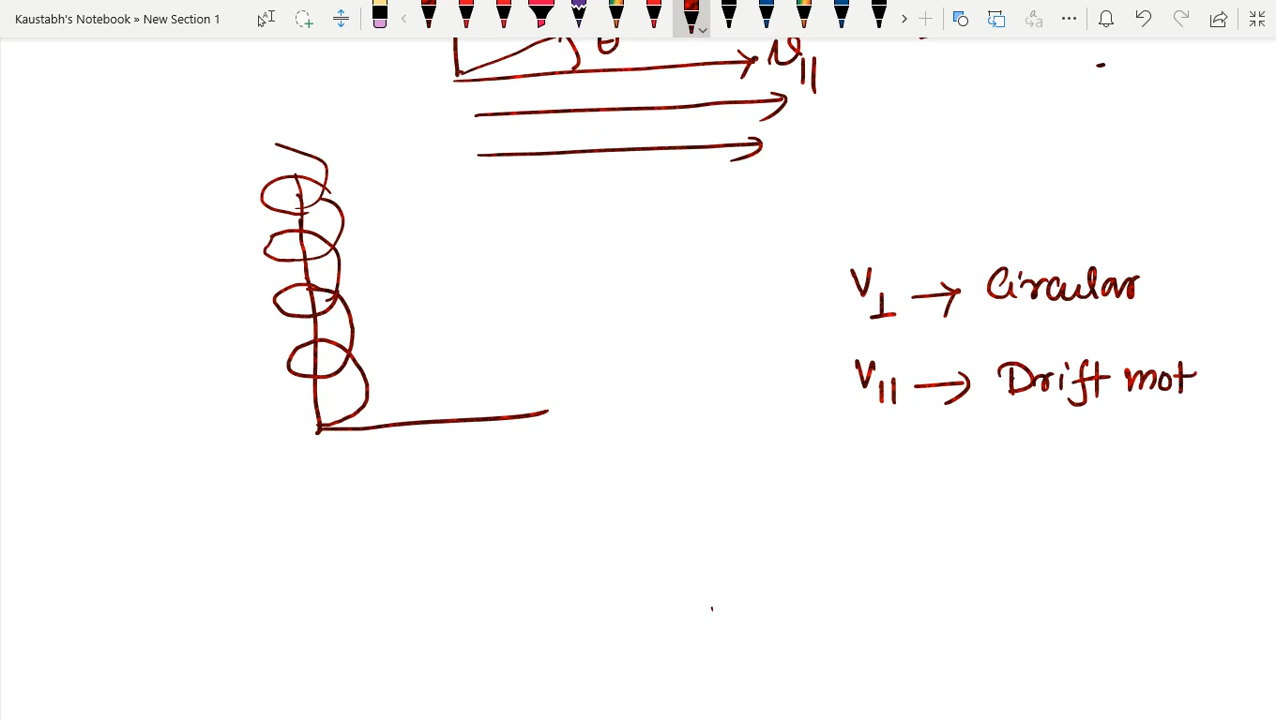 Kaustabh's Notebook » New Section 1
θ
V||
V⊥ → Circular
V|| → Drift mot